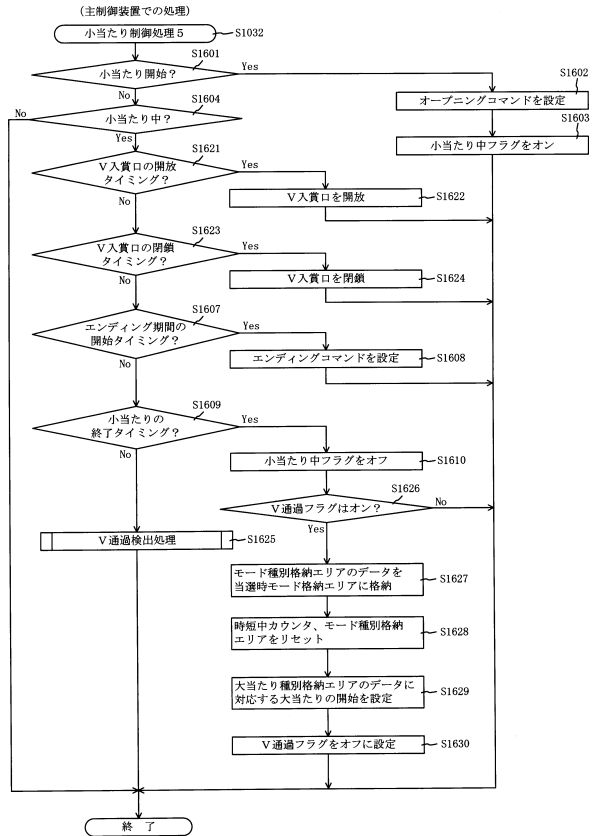 (主制御装置での処理)
小当たり制御処理５
S1032
S1601
小当たり開始？
Yes
No
S1602
オープニングコマンドを設定
S1603
小当たり中フラグをオン
S1604
小当たり中？
No
Yes
S1621
Ｖ入賞口の開放
タイミング？
Yes
No
Ｖ入賞口を開放
S1622
S1623
Ｖ入賞口の閉鎖
タイミング？
Yes
No
Ｖ入賞口を閉鎖
S1624
S1607
エンディング期間の
開始タイミング？
Yes
No
エンディングコマンドを設定
S1608
S1609
小当たりの
終了タイミング？
Yes
No
小当たり中フラグをオフ
S1610
S1626
Ｖ通過フラグはオン？
No
Yes
Ｖ通過検出処理
S1625
モード種別格納エリアのデータを
当選時モード格納エリアに格納
S1627
時短中カウンタ、モード種別格納
エリアをリセット
S1628
大当たり種別格納エリアのデータに
対応する大当たりの開始を設定
S1629
Ｖ通過フラグをオフに設定
S1630
終　了